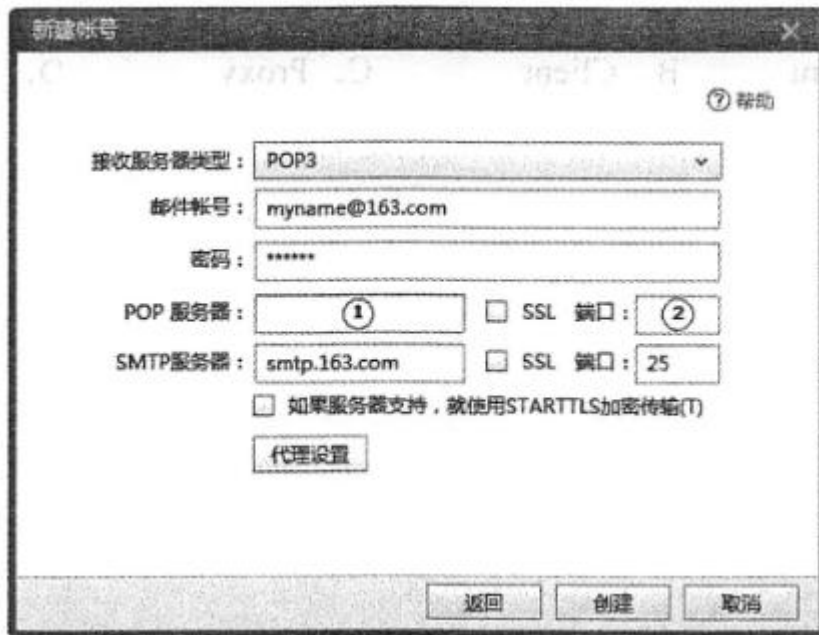 新建帐号
帮助
接收服务器类型： POP3
邮件帐号： myname@163.com
密码： ******
POP 服务器： ① SSL 端口： ②
SMTP服务器： smtp.163.com SSL 端口： 25
如果服务器支持，就使用STARTTLS加密传输(T)
代理设置
返回 创建 取消